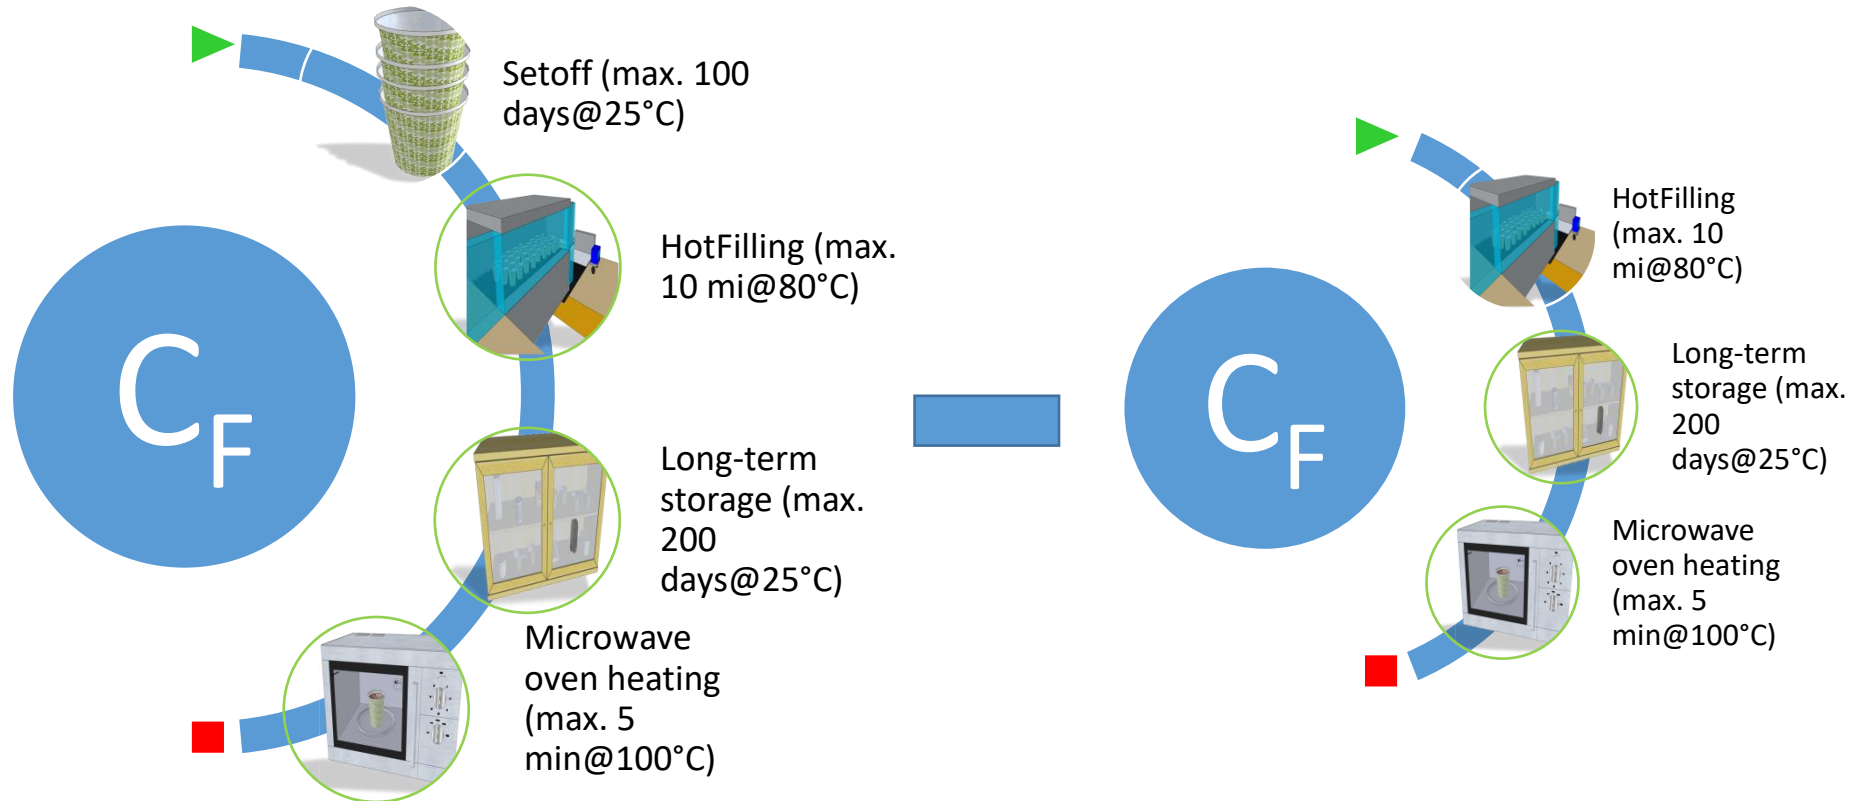 Setoff (max. 100
days@25°C)
HotFilling (max.
10 mi@80°C)
C
F
Long-term
storage (max.
200
days@25°C)
Microwave
oven heating
(max. 5
min@100°C)
HotFilling
(max. 10
mi@80°C)
C
F
Long-term
storage (max.
200
days@25°C)
Microwave
oven heating
(max. 5
min@100°C)